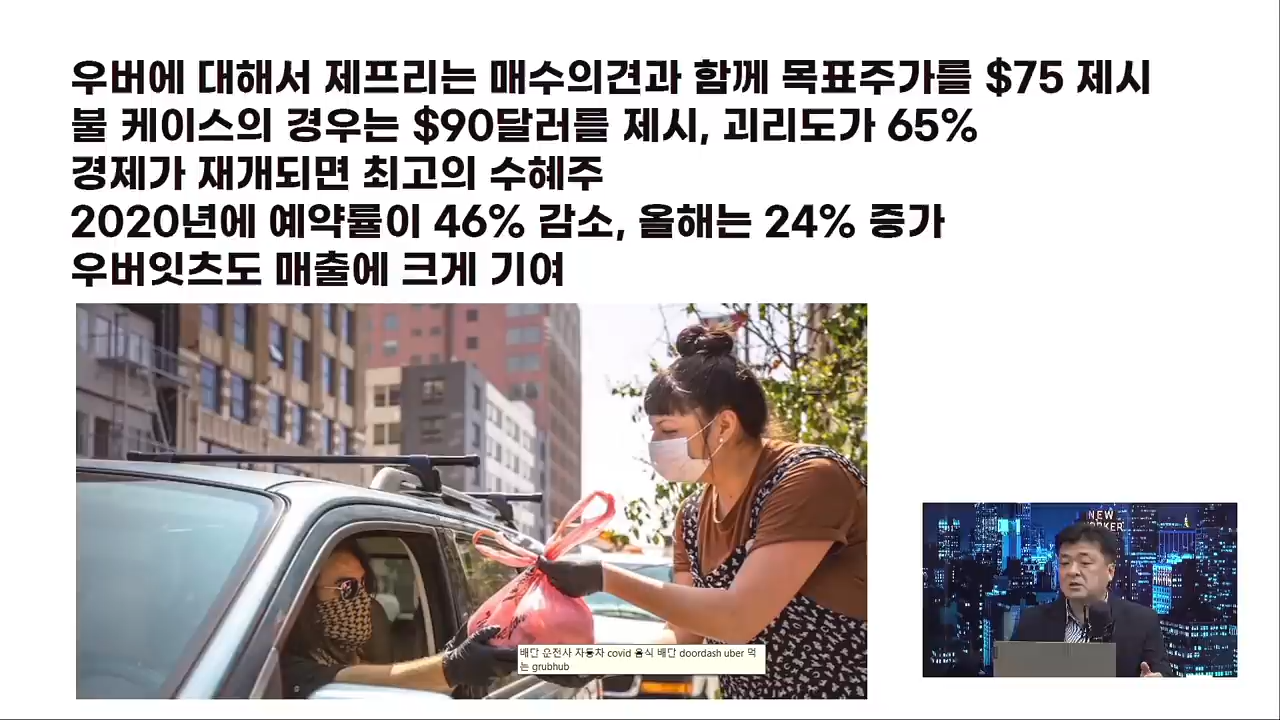 우버에 대해서 제프리는 매수의견과 함께 목표주가를 $75 제시
불 케이스의 경우는 $90달러를 제시, 괴리도가 65%
경제가 재개되면 최고의 수혜주
2020년에 예약률이 46% 감소, 올해는 24% 증가
우버잇츠도 매출에 크게 기여
배단 운전사 자동차 covid 음식 배단 doordash uber 먹
는 grubhub
NEW
YORKER